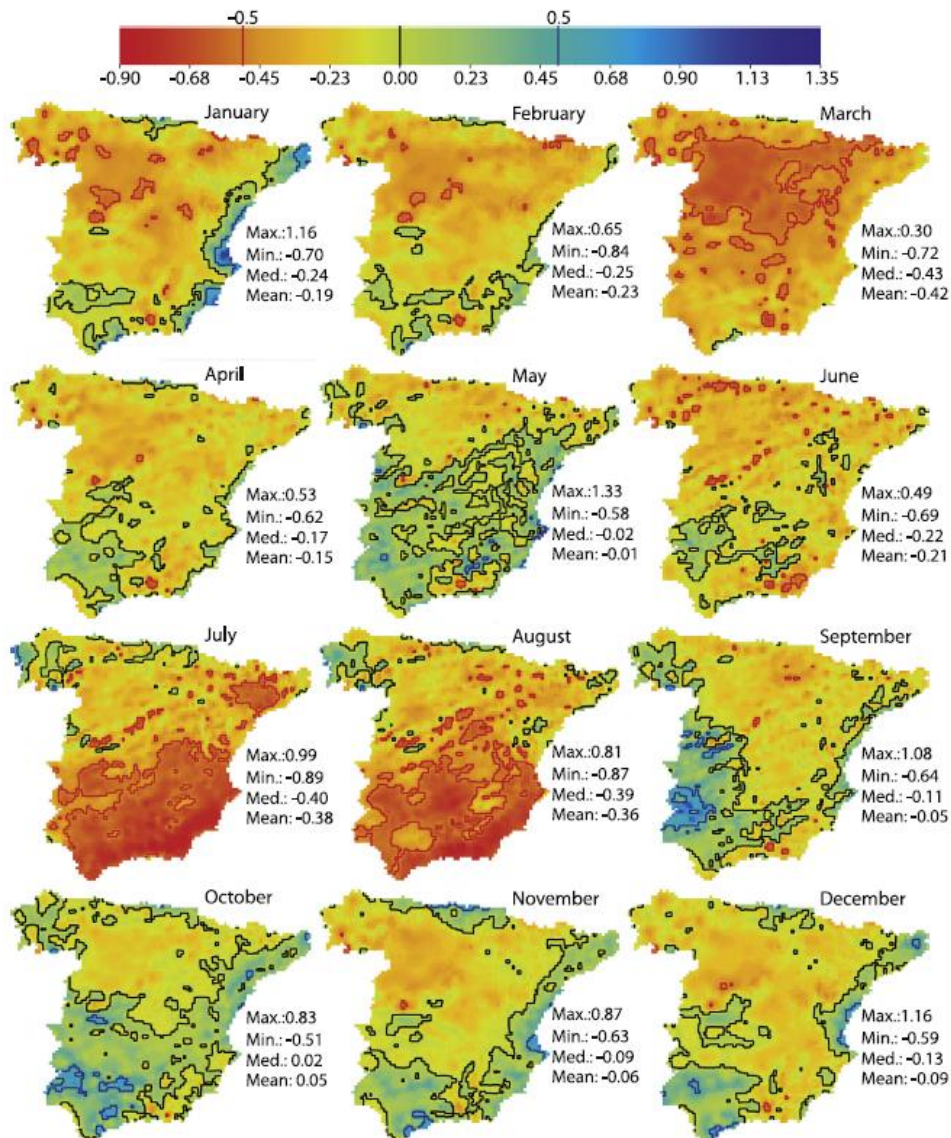 -0.5 0.5
-0.90 -0.68 -0.45 -0.23 0.00 0.23 0.45 0.68 0.90 1.13 1.35
January
Max.:1.16
Min.: -0.70
Med.: -0.24
Mean: -0.19
February
Max.:0.65
Min.: -0.84
Med.: -0.25
Mean: -0.23
March
Max.:0.30
Min.: -0.72
Med.: -0.43
Mean: -0.42
April
Max.:0.53
Min.: -0.62
Med.: -0.17
Mean: -0.15
May
Max.:1.33
Min.: -0.58
Med.: -0.02
Mean: -0.01
June
Max.:0.49
Min.: -0.69
Med.: -0.22
Mean: -0.21
July
Max.:0.99
Min.: -0.89
Med.: -0.40
Mean: -0.38
August
Max.:0.81
Min.: -0.87
Med.: -0.39
Mean: -0.36
September
Max.:1.08
Min.: -0.64
Med.: -0.11
Mean: -0.05
October
Max.:0.83
Min.: -0.51
Med.: 0.02
Mean: 0.05
November
Max.:0.87
Min.: -0.63
Med.: -0.09
Mean: -0.06
December
Max.:1.16
Min.: -0.59
Med.: -0.13
Mean: -0.09